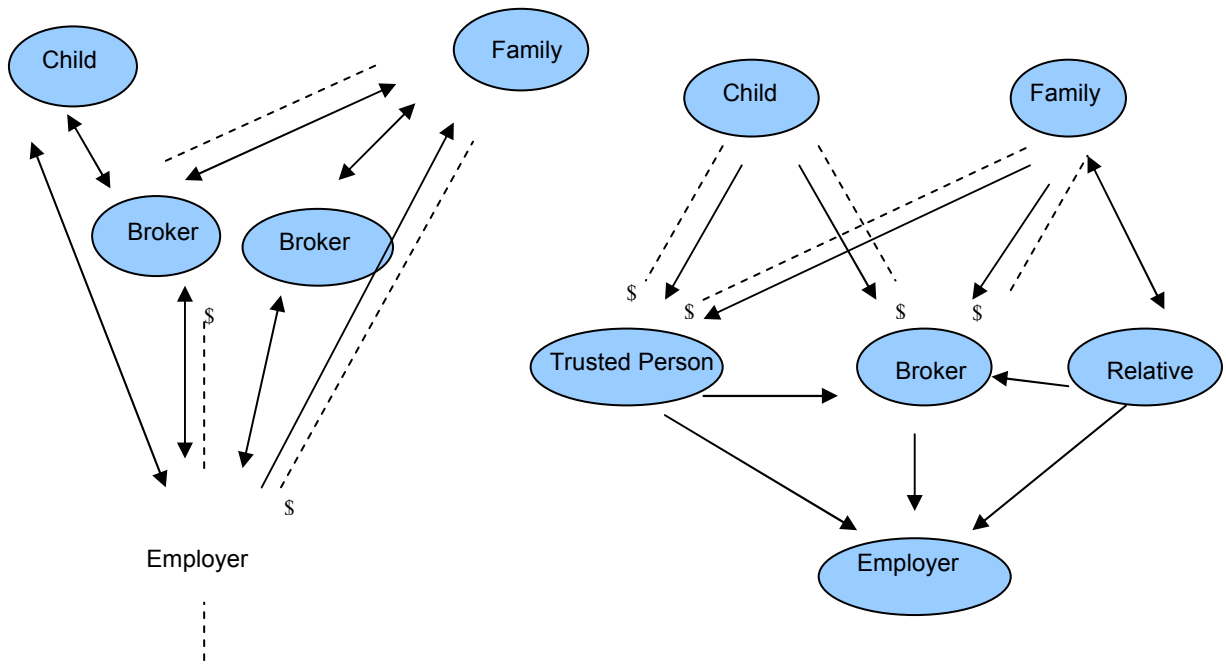 Child
Family
Broker
Broker
$
$
Employer
Child
Family
$
$
$
$
Trusted Person
Broker
Relative
Employer